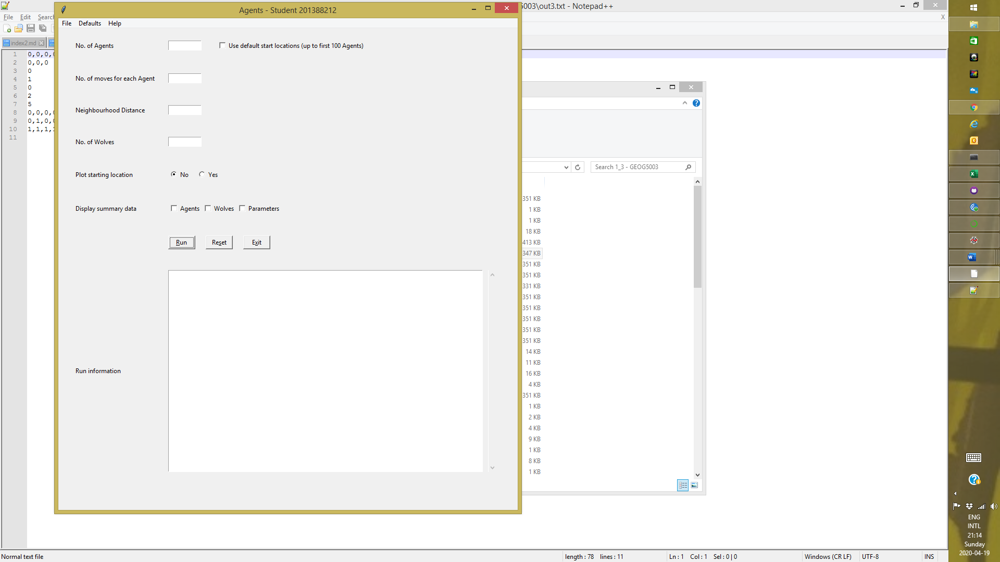 Agents - Student 201388212
5003\out3.txt - Notepad++
File Edit Search
X
File Defaults Help
index2.md
No. of Agents
Use default start locations (up to first 100 Agents)
No. of moves for each Agent
Neighbourhood Distance
No. of Wolves
Plot starting location
No Yes
Display summary data
Agents Wolves Parameters
Run Reset Exit
Run information
1 0,0,0,0
2 0,0,0
3 0
4 1
5 0
6 2
7 5
8 0,0,0,0
9 0,1,0,0
10 1,1,1,1
11
Search 1_3 - GEOG5003
351 KB
1 KB
1 KB
18 KB
413 KB
347 KB
351 KB
351 KB
331 KB
351 KB
351 KB
351 KB
351 KB
351 KB
14 KB
11 KB
16 KB
4 KB
351 KB
1 KB
2 KB
4 KB
9 KB
1 KB
8 KB
1 KB
ENG
INTL
21:14
Sunday
2020-04-19
Normal text file
length : 78 lines : 11
Ln : 1 Col : 1 Sel : 0 | 0
Windows (CR LF)
UTF-8
INS